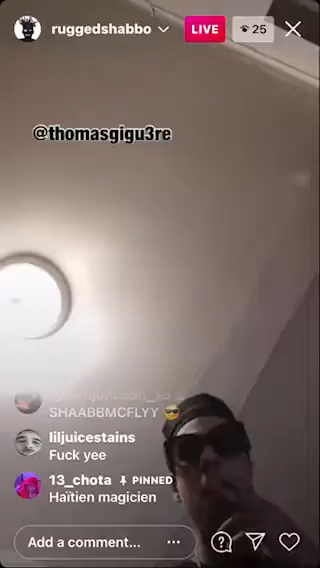 ruggedshabbo
LIVE
25
@thomasgigu3re
SHAABBMCFLYY 😎
liljuicestains
Fuck yee
13_chota PINNED
Haïtien magicien
Add a comment...